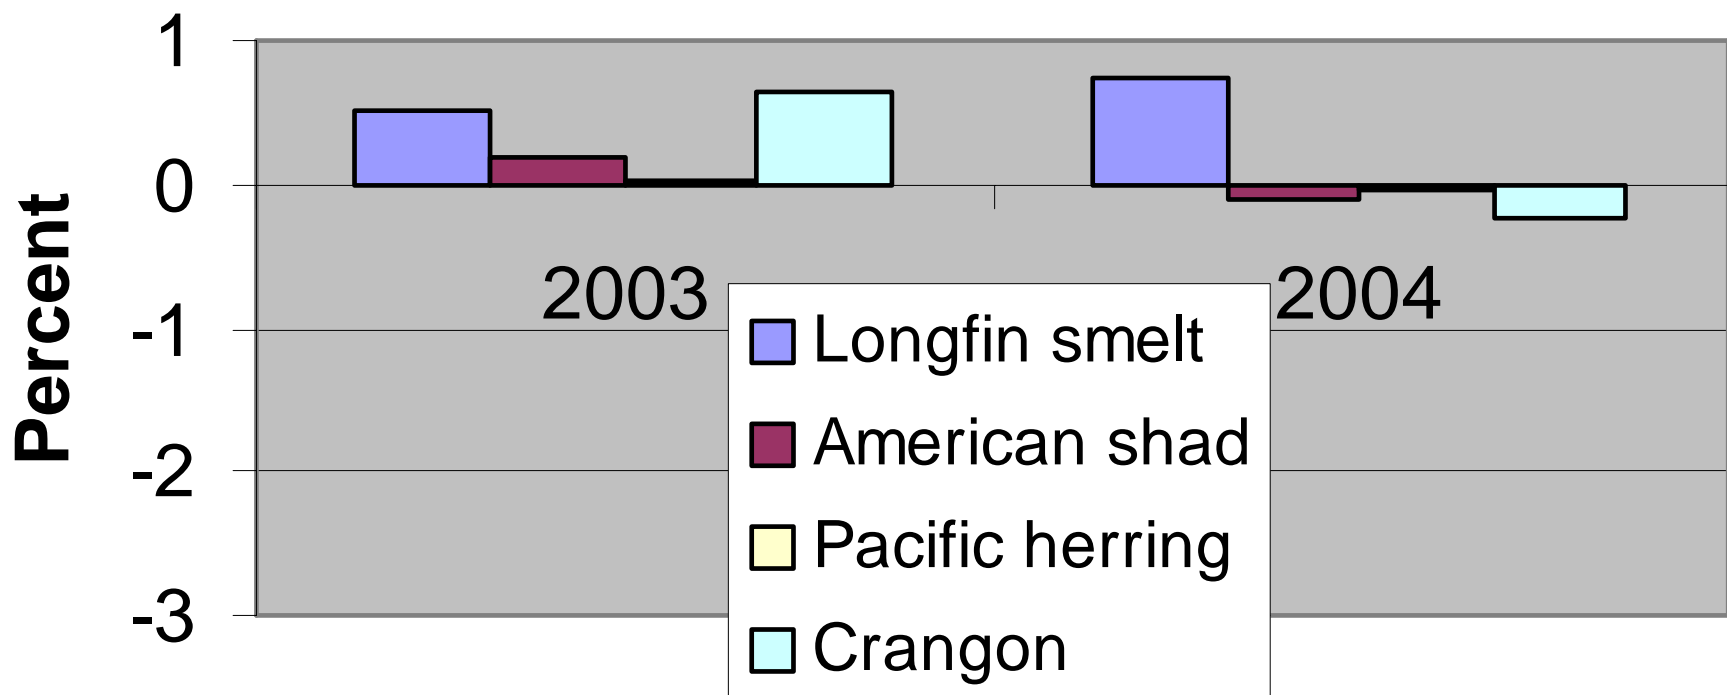 Percent
1
0
-1
-2
-3
2003
2004
Longfin smelt
American shad
Pacific herring
Crangon